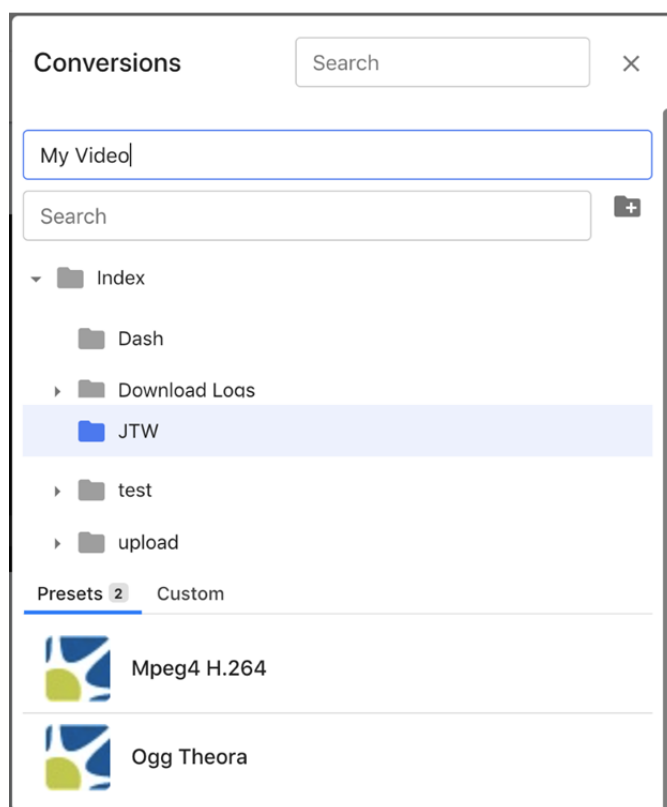 Conversions Search
My Video
Search
Index
Dash
Download Logs
JTW
test
upload
Presets 2 Custom
Mpeg4 H.264
Ogg Theora